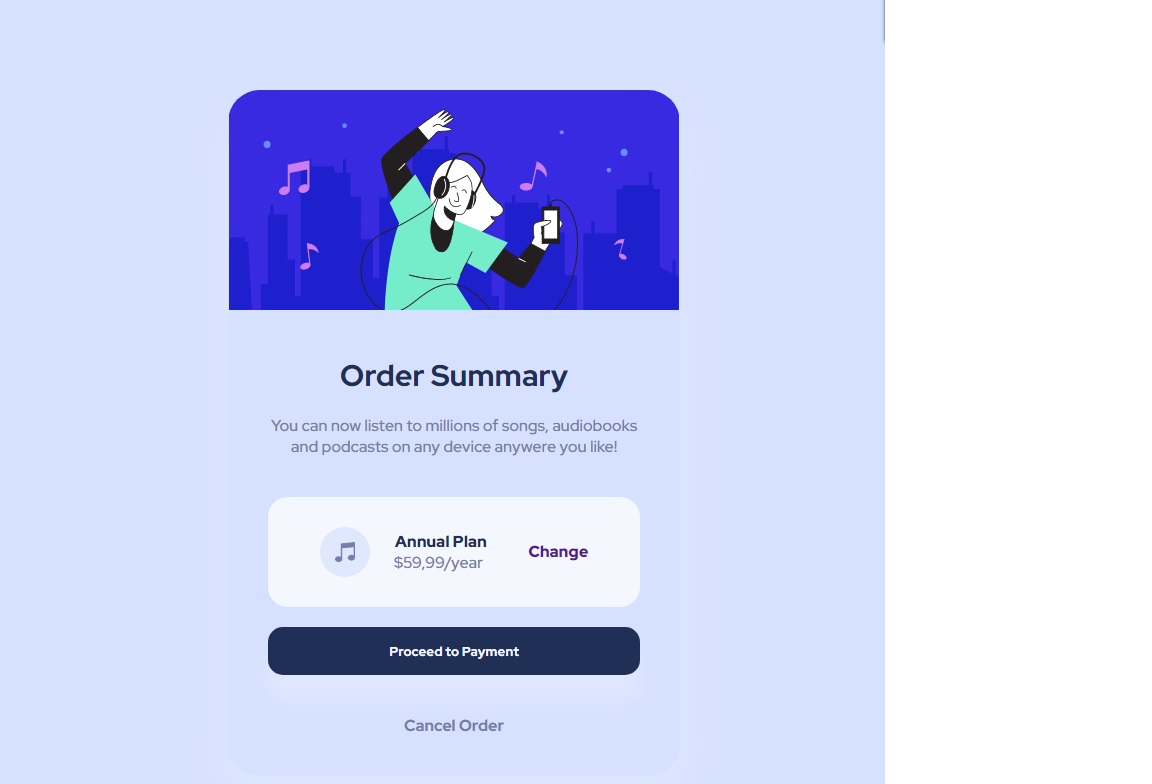 Order Summary
You can now listen to millions of songs, audiobooks
and podcasts on any device anywere you like!
Annual Plan
$59,99/year
Change
Proceed to Payment
Cancel Order